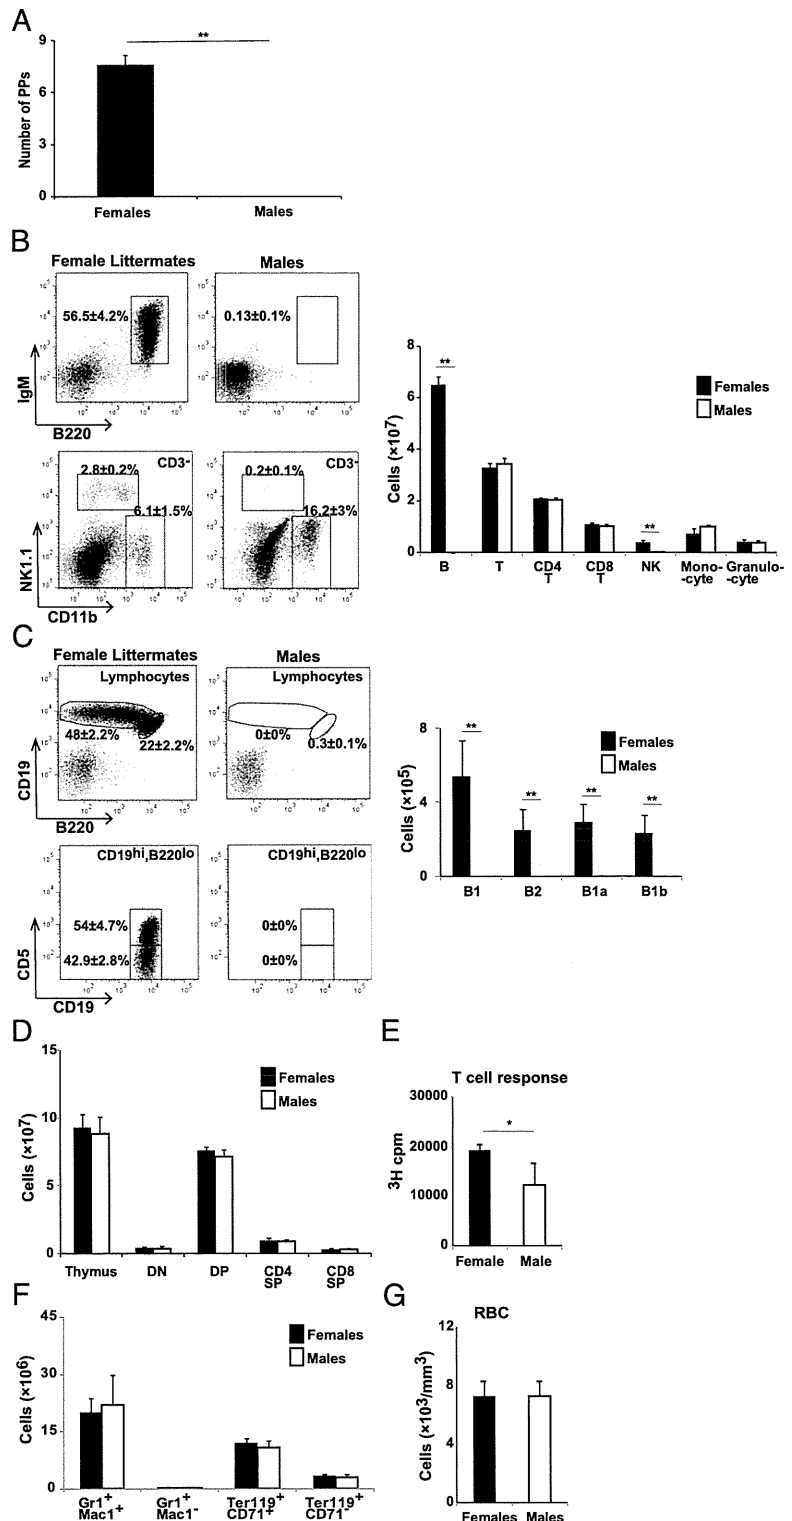 A
**
9
6
3
0
Number of PPs
Females
Males
B
Female Littermates
Males
56.5±4.2%
0.13±0.1%
IgM
B220
CD3-
CD3-
2.8±0.2%
0.2±0.1%
6.1±1.5%
16.2±3%
NK1.1
CD11b
8
6
4
2
0
Cells (×10⁷)
**
**
Females
Males
B
T
CD4 T
CD8 T
NK
Mono-
-cyte
Granulo-
-cyte
C
Female Littermates
Males
Lymphocytes
Lymphocytes
48±2.2%
22±2.2%
0±0%
0.3±0.1%
CD19
B220
CD19hi,B220lo
CD19hi,B220lo
54±4.7%
0±0%
42.9±2.8%
0±0%
CD5
CD19
8
4
0
Cells (×10⁵)
**
**
**
**
Females
Males
B1
B2
B1a
B1b
D
15
10
5
0
Cells (×10⁷)
Females
Males
Thymus
DN
DP
CD4 SP
CD8 SP
E
T cell response
30000
20000
10000
0
³H cpm
*
Female
Male
F
45
30
15
0
Cells (×10⁶)
Females
Males
Gr1⁺
Mac1⁺
Gr1⁺
Mac1⁻
Ter119⁺
CD71⁺
Ter119⁺
CD71⁻
G
RBC
12
8
4
0
Cells (×10³/mm³)
Females
Males